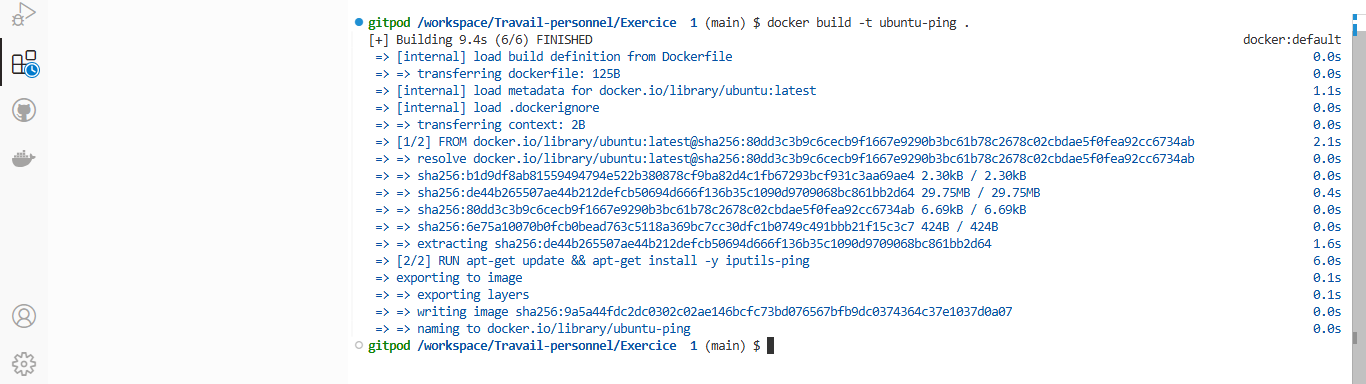 gitpod /workspace/Travail-personnel/Exercice  1 (main) $ docker build -t ubuntu-ping .
[+] Building 9.4s (6/6) FINISHED docker:default
=> [internal] load build definition from Dockerfile 0.0s
=> => transferring dockerfile: 125B 0.0s
=> [internal] load metadata for docker.io/library/ubuntu:latest 1.1s
=> [internal] load .dockerignore 0.0s
=> => transferring context: 2B 0.0s
=> [1/2] FROM docker.io/library/ubuntu:latest@sha256:80dd3c3b9c6cecb9f1667e9290b3bc61b78c2678c02cbdae5f0fea92cc6734ab 2.1s
=> => resolve docker.io/library/ubuntu:latest@sha256:80dd3c3b9c6cecb9f1667e9290b3bc61b78c2678c02cbdae5f0fea92cc6734ab 0.0s
=> => sha256:b1d9df8ab81559494794e522b380878cf9ba82d4c1fb67293bcf931c3aa69ae4 2.30kB / 2.30kB 0.0s
=> => sha256:de44b265507ae44b212defcb50694d666f136b35c1090d9709068bc861bb2d64 29.75MB / 29.75MB 0.4s
=> => sha256:80dd3c3b9c6cecb9f1667e9290b3bc61b78c2678c02cbdae5f0fea92cc6734ab 6.69kB / 6.69kB 0.0s
=> => sha256:6e75a10070b0fcb0bead763c5118a369bc7cc30dfc1b0749c491bbb21f15c3c7 424B / 424B 0.0s
=> => extracting sha256:de44b265507ae44b212defcb50694d666f136b35c1090d9709068bc861bb2d64 1.6s
=> [2/2] RUN apt-get update && apt-get install -y iputils-ping 6.0s
=> exporting to image 0.1s
=> => exporting layers 0.1s
=> => writing image sha256:9a5a44fdc2dc0302c02ae146bcfc73bd076567bfb9dc0374364c37e1037d0a07 0.0s
=> => naming to docker.io/library/ubuntu-ping 0.0s
gitpod /workspace/Travail-personnel/Exercice  1 (main) $